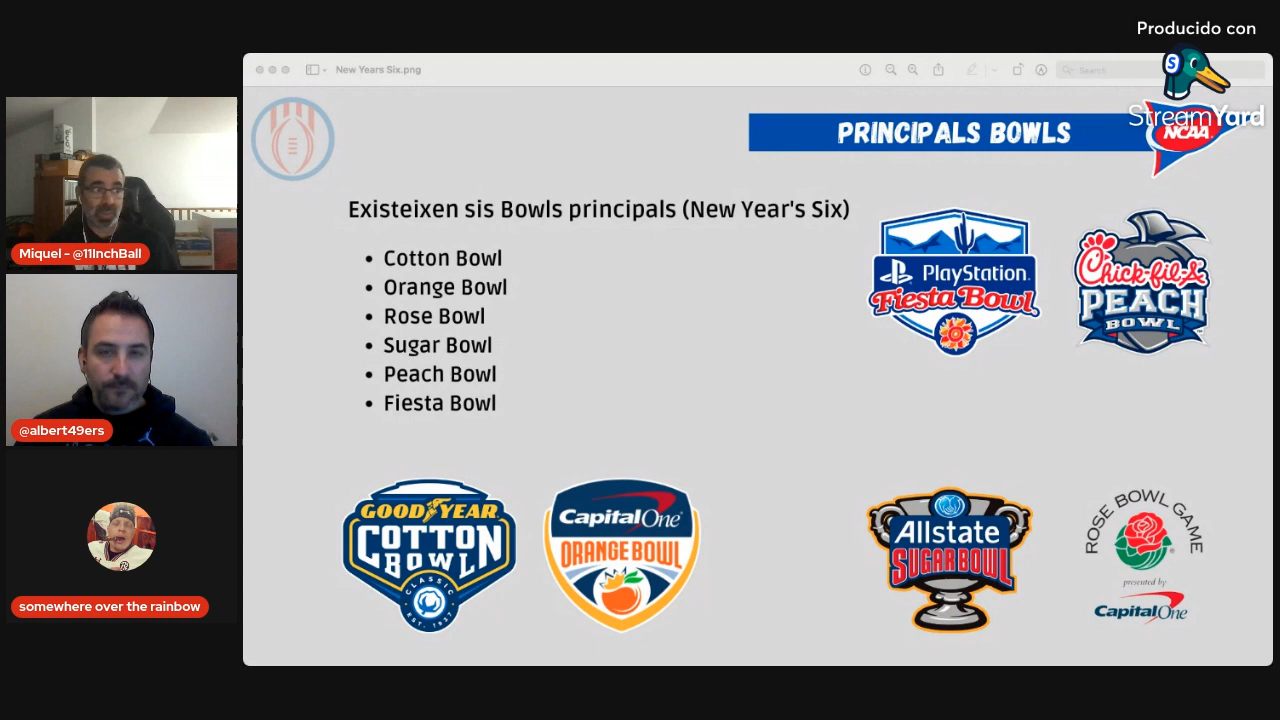 Producido con
StreamYard
New Years Six.png
Search
PRINCIPALS BOWLS
NCAA
Existeixen sis Bowls principals (New Year's Six)
• Cotton Bowl
• Orange Bowl
• Rose Bowl
• Sugar Bowl
• Peach Bowl
• Fiesta Bowl
PlayStation
Fiesta Bowl
Chick-fil-A
PEACH
BOWL
GOODYEAR
COTTON
BOWL
CLASSIC
EST. 1937
Capital One
ORANGE BOWL
Allstate
SUGAR BOWL
ROSE BOWL GAME
presented by
Capital One
Miquel - @11InchBall
@albert49ers
somewhere over the rainbow